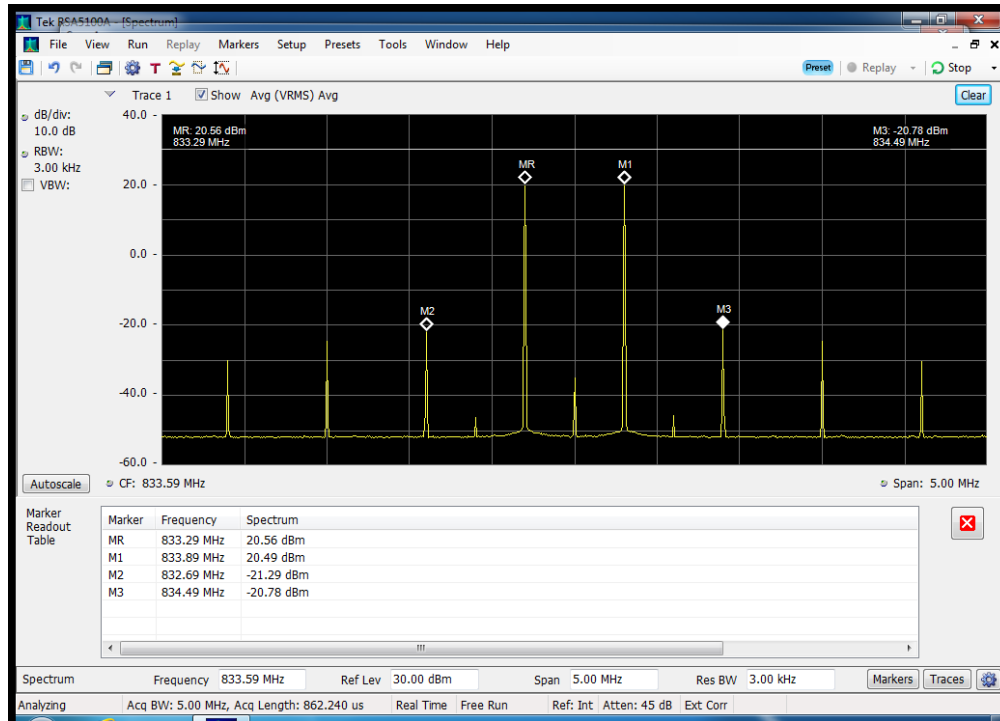 Tek RSA5100A - [Spectrum]
File View Run Replay Markers Setup Presets Tools Window Help
Preset Replay Stop
Trace 1 Show Avg (VRMS) Avg Clear
dB/div:
10.0 dB
RBW:
3.00 kHz
VBW:
40.0
20.0
0.0
-20.0
-40.0
-60.0
MR: 20.56 dBm
833.29 MHz
M3: -20.78 dBm
834.49 MHz
MR M1
M2 M3
Autoscale CF: 833.59 MHz Span: 5.00 MHz
Marker
Readout
Table
Marker Frequency Spectrum
MR 833.29 MHz 20.56 dBm
M1 833.89 MHz 20.49 dBm
M2 832.69 MHz -21.29 dBm
M3 834.49 MHz -20.78 dBm
Spectrum Frequency 833.59 MHz Ref Lev 30.00 dBm Span 5.00 MHz Res BW 3.00 kHz Markers Traces
Analyzing Acq BW: 5.00 MHz, Acq Length: 862.240 us Real Time Free Run Ref: Int Atten: 45 dB Ext Corr